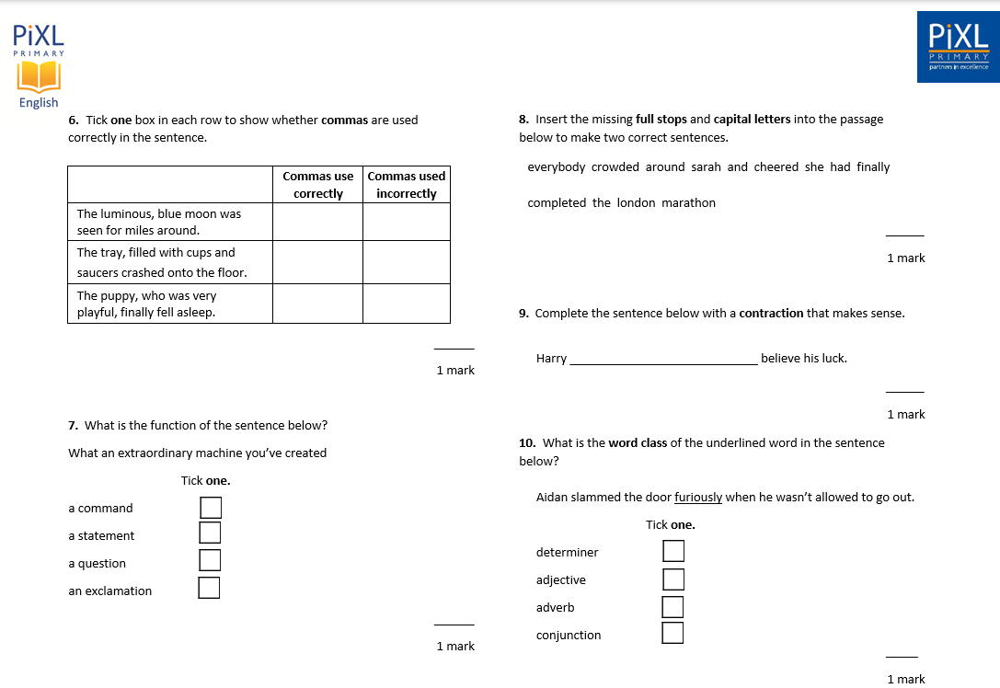 PiXL
PRIMARY
English
PiXL
PRIMARY
partners in excellence
6. Tick one box in each row to show whether commas are used
correctly in the sentence.
Commas use
correctly
Commas used
incorrectly
The luminous, blue moon was
seen for miles around.
The tray, filled with cups and
saucers crashed onto the floor.
The puppy, who was very
playful, finally fell asleep.
1 mark
7. What is the function of the sentence below?
What an extraordinary machine you’ve created
Tick one.
a command
a statement
a question
an exclamation
1 mark
8. Insert the missing full stops and capital letters into the passage
below to make two correct sentences.
everybody crowded around sarah and cheered she had finally
completed the london marathon
1 mark
9. Complete the sentence below with a contraction that makes sense.
Harry ____________________________ believe his luck.
1 mark
10. What is the word class of the underlined word in the sentence
below?
Aidan slammed the door furiously when he wasn’t allowed to go out.
Tick one.
determiner
adjective
adverb
conjunction
1 mark